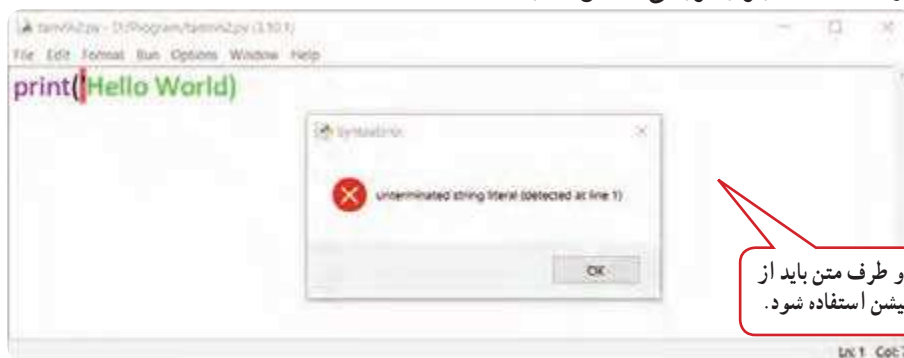 tamrin2.py - D:/Program/tamrin2.py (3.10.1)
File Edit Format Run Options Window Help
print('Hello World)
SyntaxError
unterminated string literal (detected at line 1)
OK
و طرف متن باید از
یشن استفاده شود.
Ln: 1